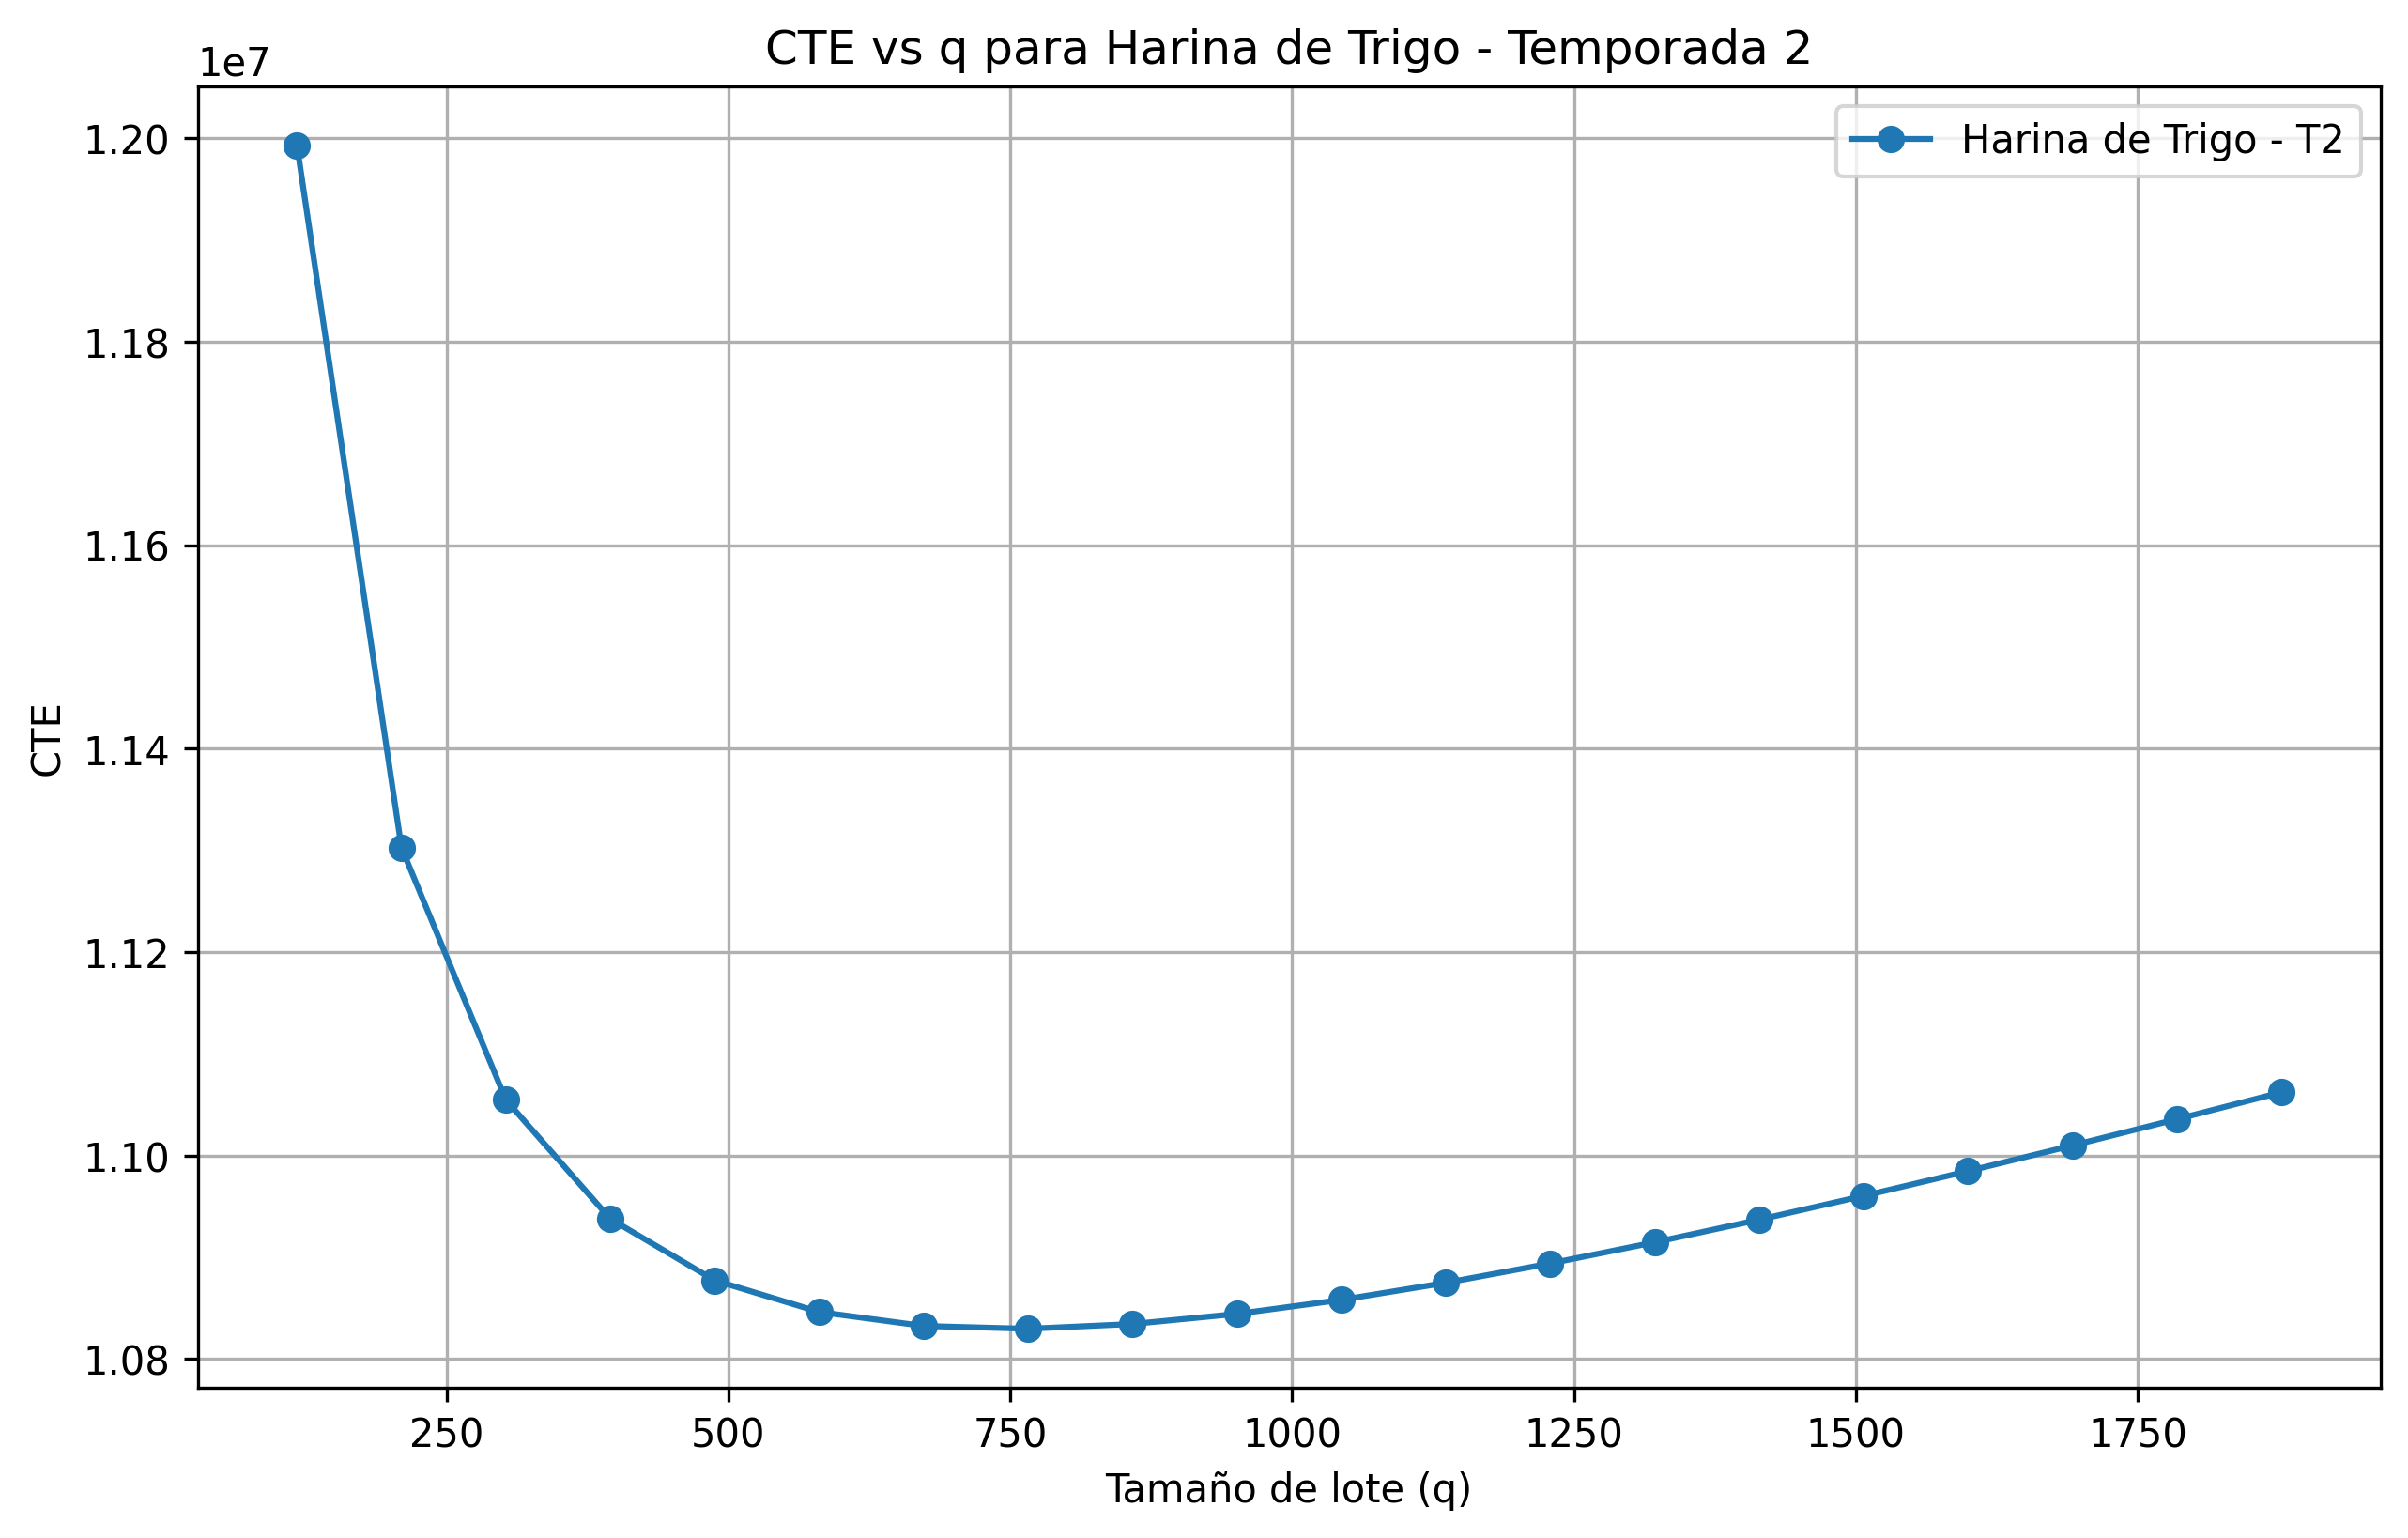 CTE vs q para Harina de Trigo - Temporada 2
1e7
Harina de Trigo - T2
1.20
1.18
1.16
1.14
1.12
1.10
1.08
CTE
250 500 750 1000 1250 1500 1750
Tamaño de lote (q)